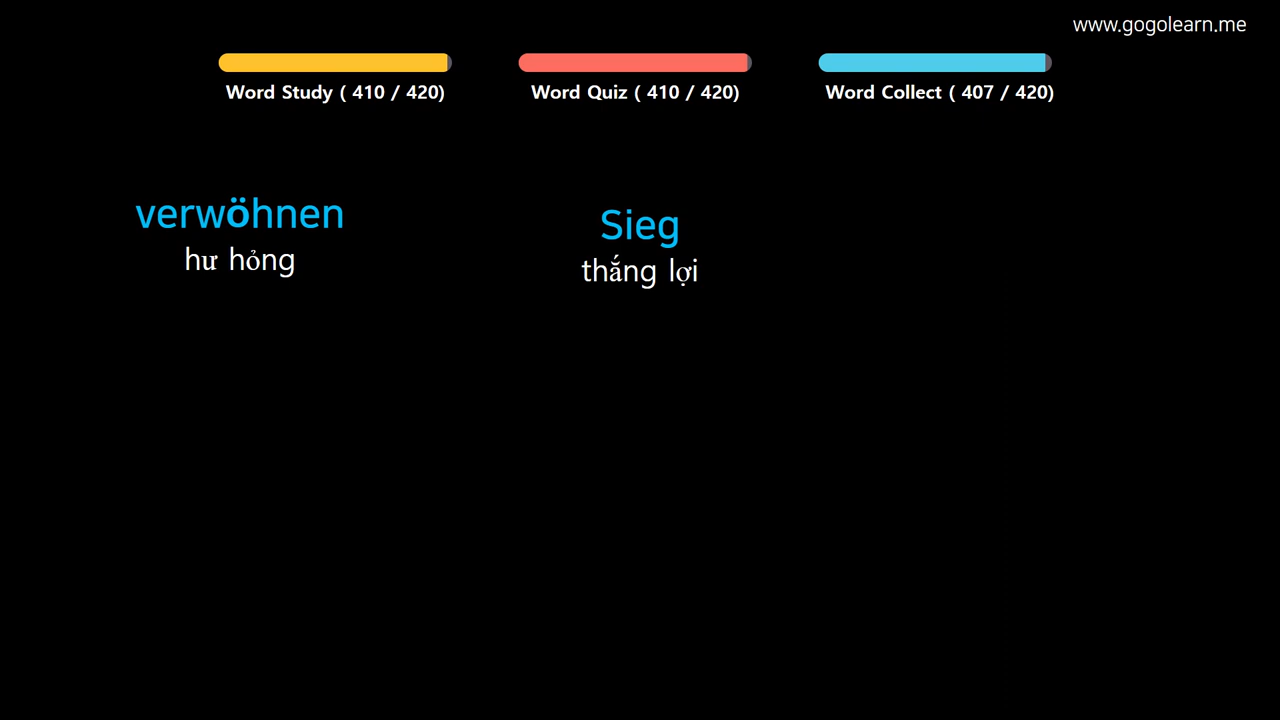 www.gogolearn.me
Word Study ( 410 / 420)
Word Quiz ( 410 / 420)
Word Collect ( 407 / 420)
verwöhnen
hư hỏng
Sieg
thắng lợi